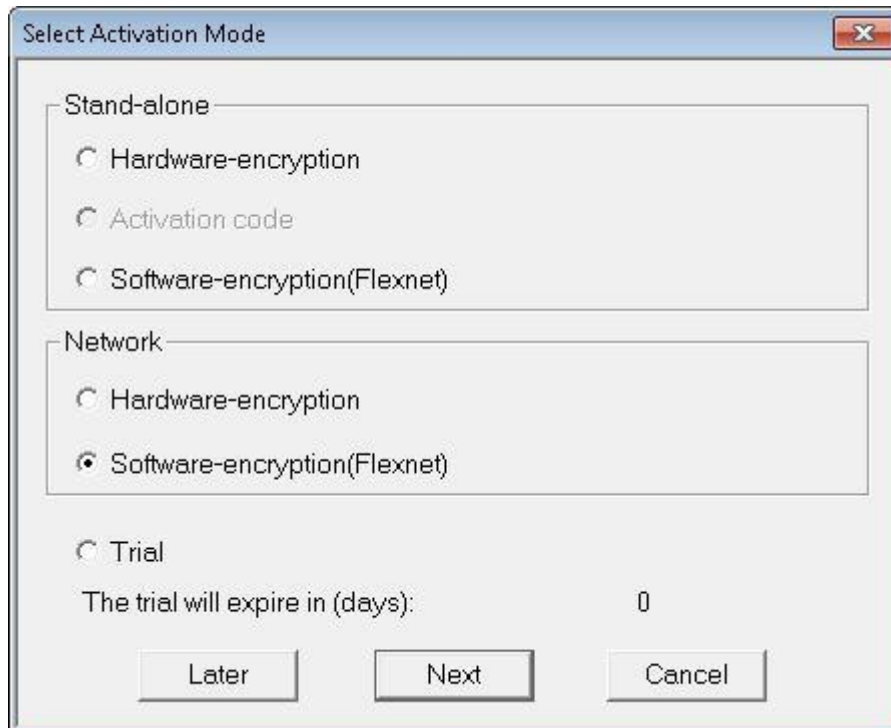 Select Activation Mode
Stand-alone
Hardware-encryption
Activation code
Software-encryption(Flexnet)
Network
Hardware-encryption
Software-encryption(Flexnet)
Trial
The trial will expire in (days): 0
Later Next Cancel